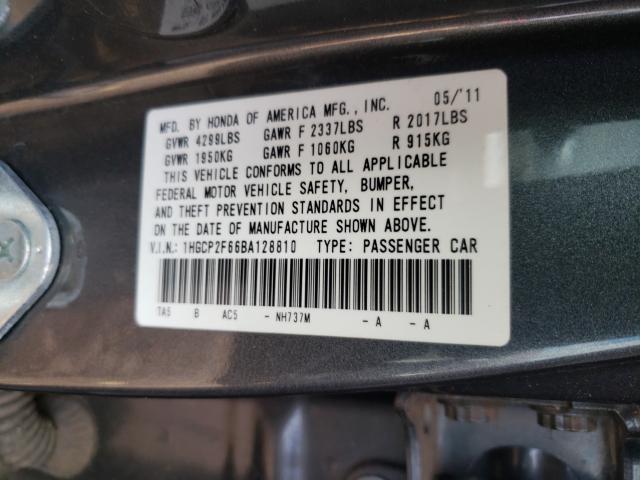 MFD. BY HONDA OF AMERICA MFG., INC. 05/'11
GVWR 4299LBS GAWR F 2337LBS R 2017LBS
GVWR 1950KG GAWR F 1060KG R 915KG
THIS VEHICLE CONFORMS TO ALL APPLICABLE
FEDERAL MOTOR VEHICLE SAFETY, BUMPER,
AND THEFT PREVENTION STANDARDS IN EFFECT
ON THE DATE OF MANUFACTURE SHOWN ABOVE.
V.I.N.: 1HGCP2F66BA128810 TYPE: PASSENGER CAR
TA5 B AC5 - NH737M - A - A